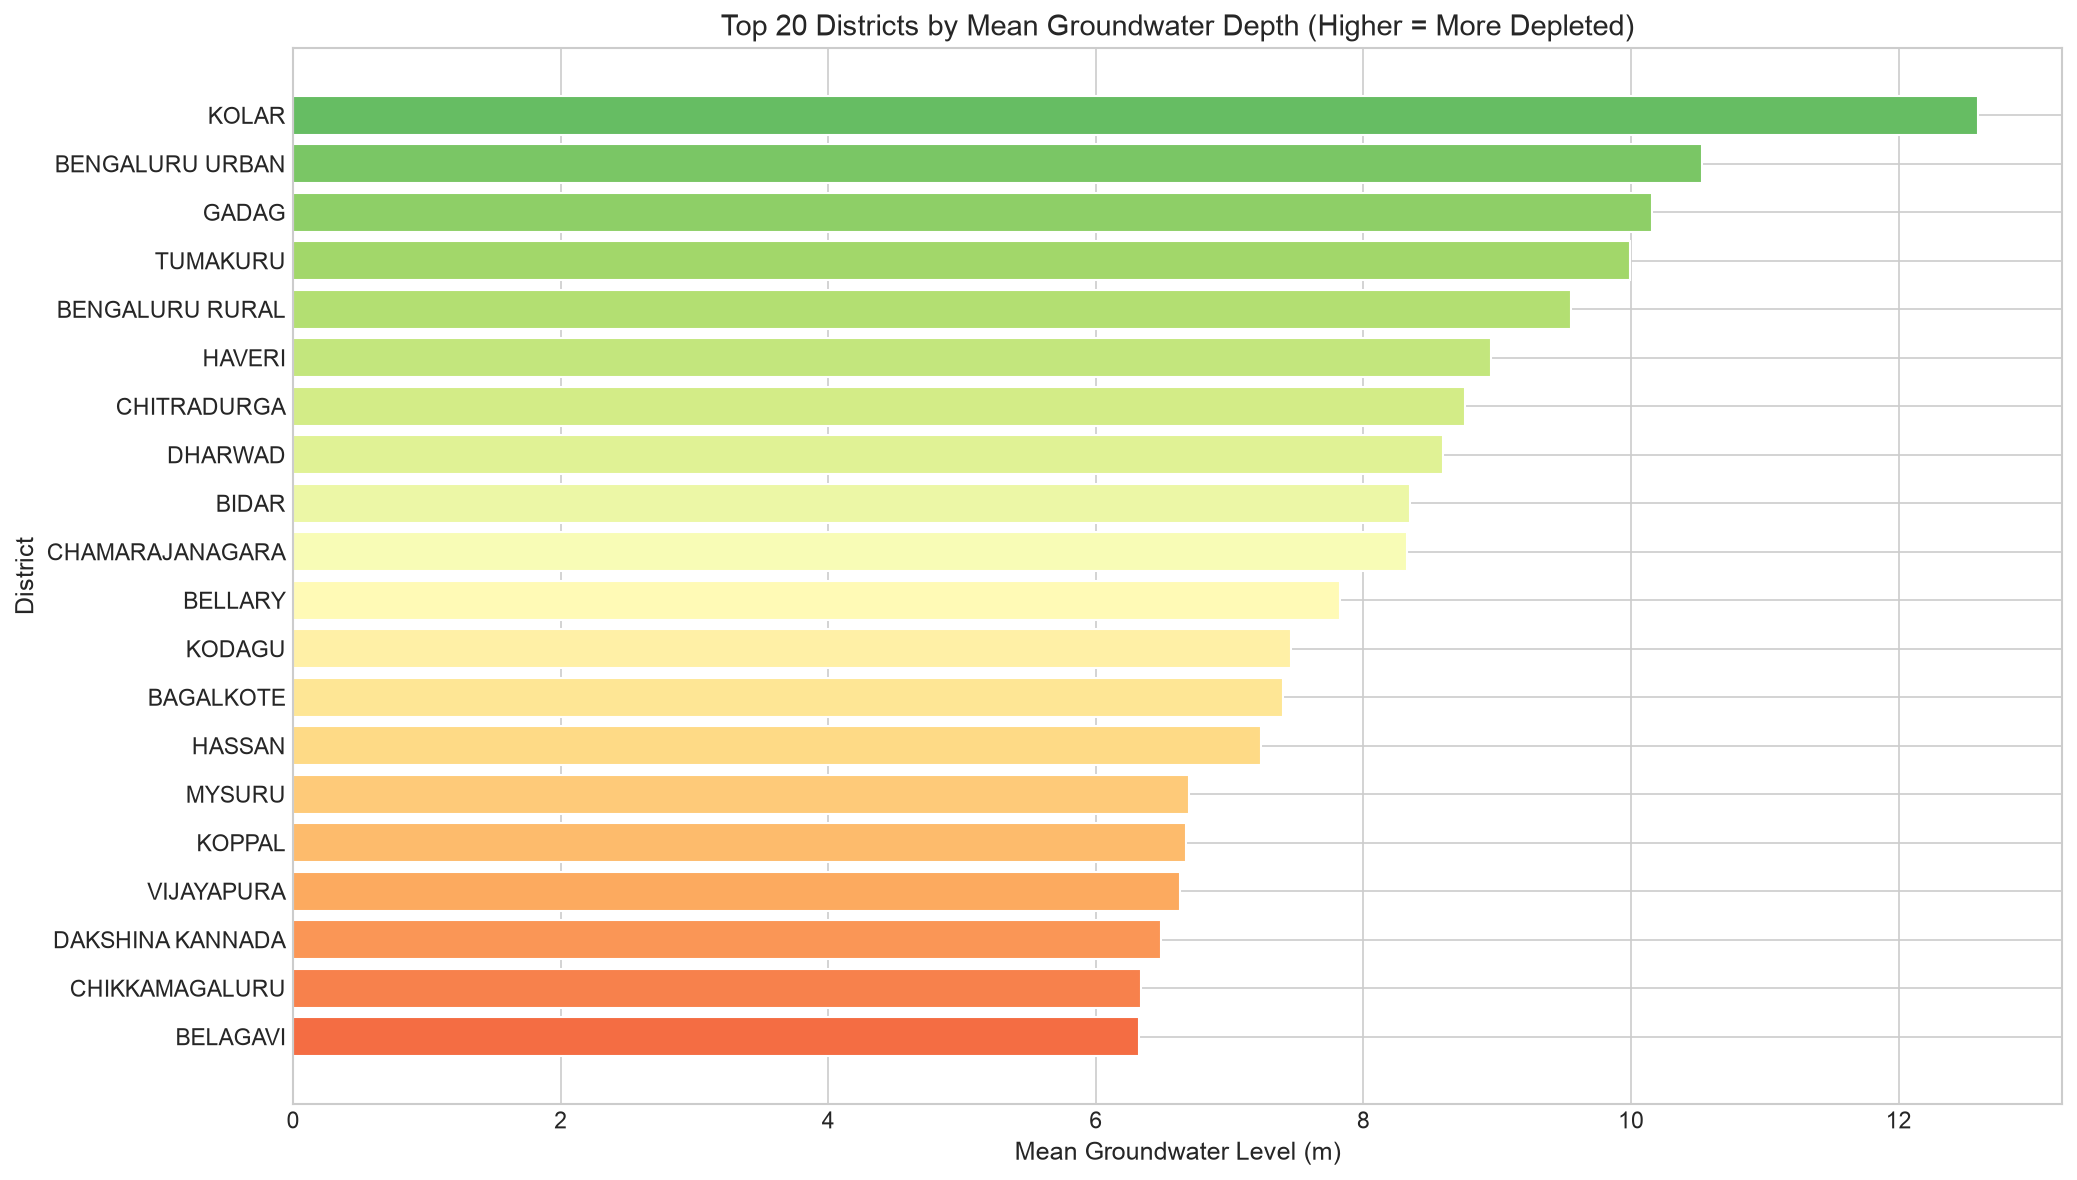 Top 20 Districts by Mean Groundwater Depth (Higher = More Depleted)
KOLAR
BENGALURU URBAN
GADAG
TUMAKURU
BENGALURU RURAL
HAVERI
CHITRADURGA
DHARWAD
BIDAR
CHAMARAJANAGARA
BELLARY
KODAGU
BAGALKOTE
HASSAN
MYSURU
KOPPAL
VIJAYAPURA
DAKSHINA KANNADA
CHIKKAMAGALURU
BELAGAVI
District
0 2 4 6 8 10 12
Mean Groundwater Level (m)